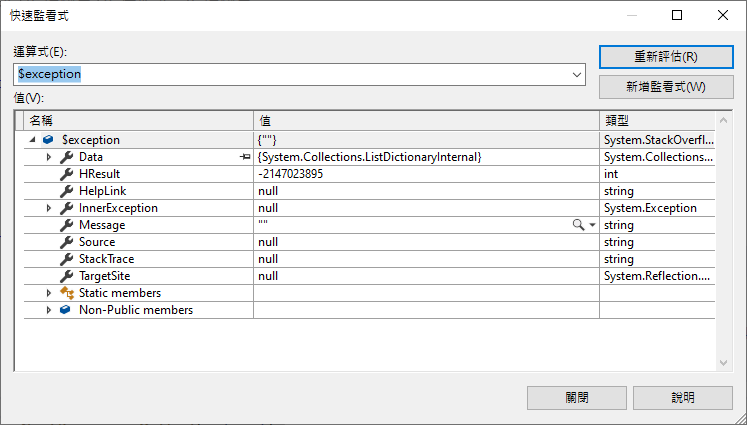 快速監看式
運算式(E):
$exception
重新評估(R)
新增監看式(W)
值(V):
名稱 值 類型
$exception {""} System.StackOverfl...
Data {System.Collections.ListDictionaryInternal} System.Collections...
HResult -2147023895 int
HelpLink null string
InnerException null System.Exception
Message "" string
Source null string
StackTrace null string
TargetSite null System.Reflection....
Static members
Non-Public members
關閉 說明